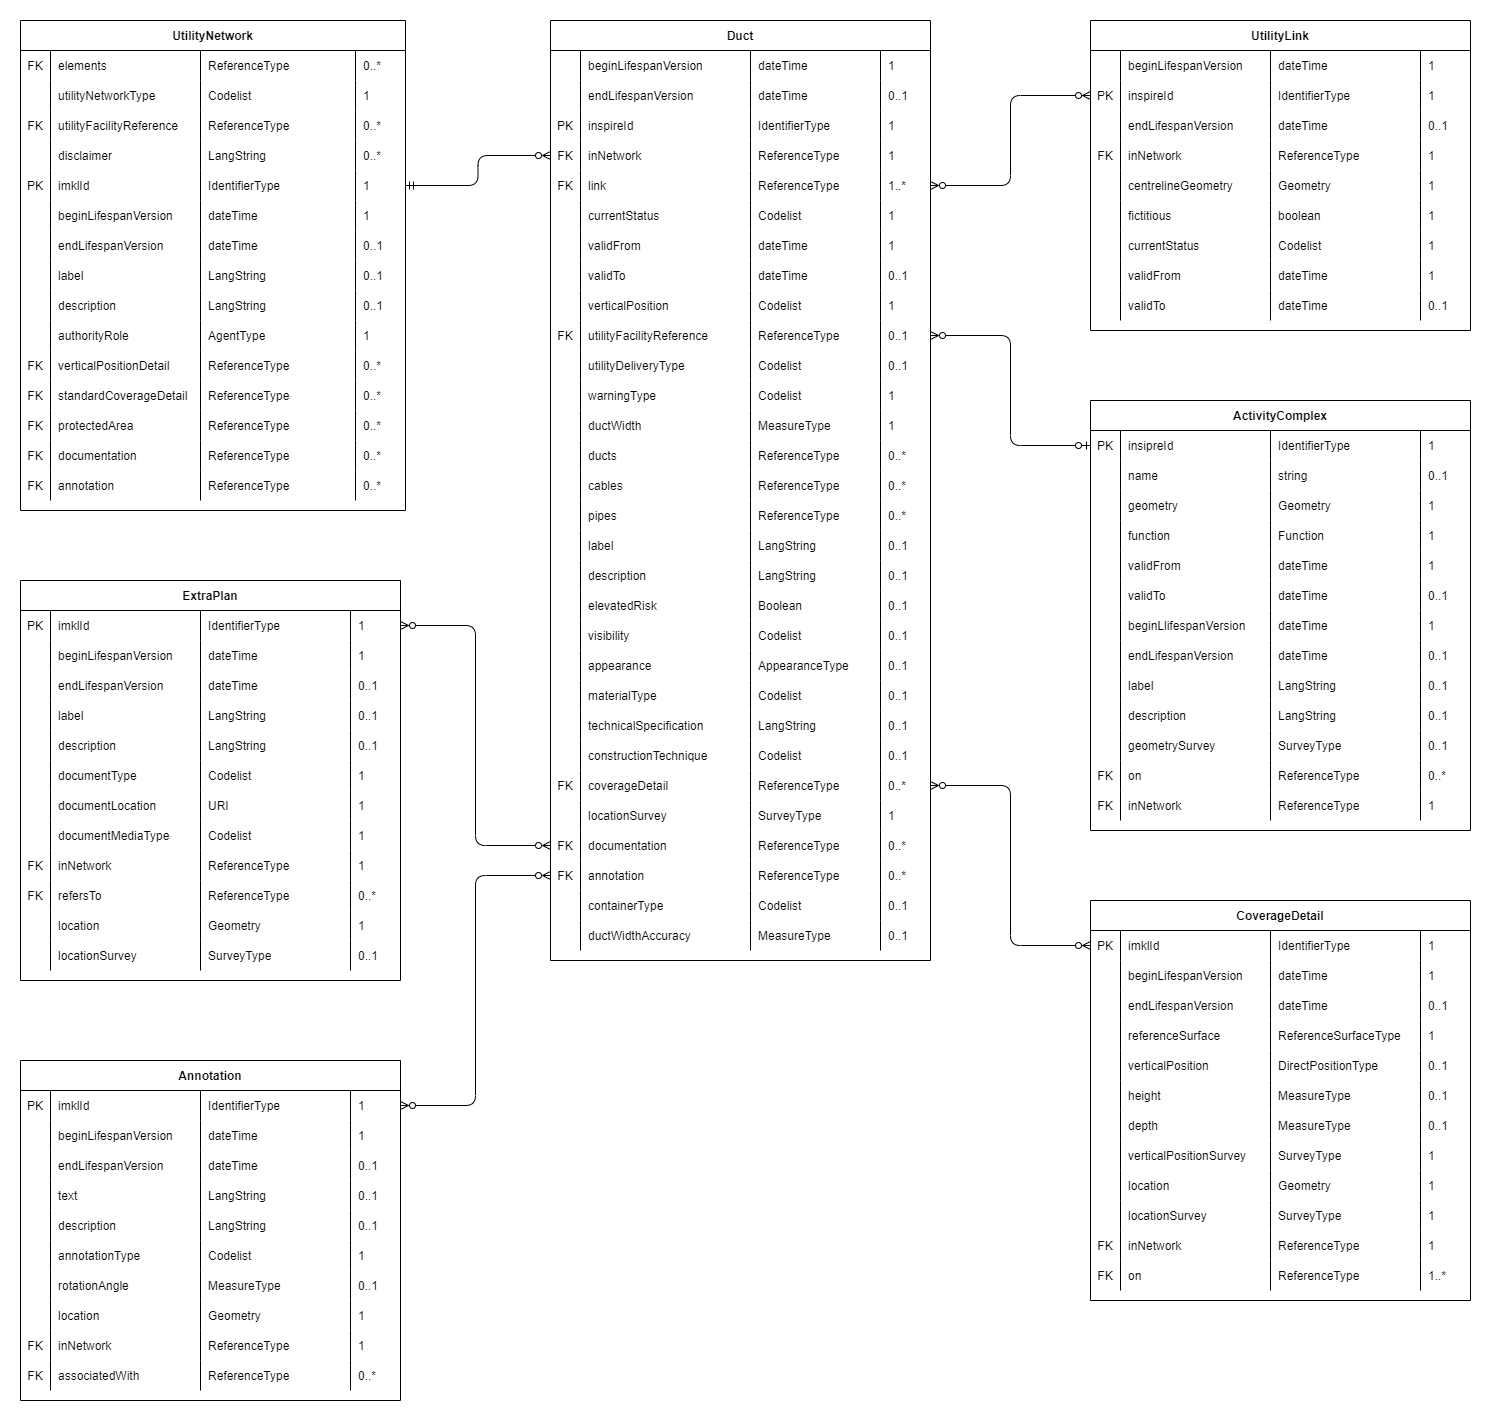 UtilityNetwork
FK elements ReferenceType 0..*
utilityNetworkType Codelist 1
FK utilityFacilityReference ReferenceType 0..*
disclaimer LangString 0..*
PK imklId IdentifierType 1
beginLifespanVersion dateTime 1
endLifespanVersion dateTime 0..1
label LangString 0..1
description LangString 0..1
authorityRole AgentType 1
FK verticalPositionDetail ReferenceType 0..*
FK standardCoverageDetail ReferenceType 0..*
FK protectedArea ReferenceType 0..*
FK documentation ReferenceType 0..*
FK annotation ReferenceType 0..*
ExtraPlan
PK imklId IdentifierType 1
beginLifespanVersion dateTime 1
endLifespanVersion dateTime 0..1
label LangString 0..1
description LangString 0..1
documentType Codelist 1
documentLocation URI 1
documentMediaType Codelist 1
FK inNetwork ReferenceType 1
FK refersTo ReferenceType 0..*
location Geometry 1
locationSurvey SurveyType 0..1
Annotation
PK imklId IdentifierType 1
beginLifespanVersion dateTime 1
endLifespanVersion dateTime 0..1
text LangString 0..1
description LangString 0..1
annotationType Codelist 1
rotationAngle MeasureType 0..1
location Geometry 1
FK inNetwork ReferenceType 1
FK associatedWith ReferenceType 0..*
Duct
beginLifespanVersion dateTime 1
endLifespanVersion dateTime 0..1
PK inspireId IdentifierType 1
FK inNetwork ReferenceType 1
FK link ReferenceType 1..*
currentStatus Codelist 1
validFrom dateTime 1
validTo dateTime 0..1
verticalPosition Codelist 1
FK utilityFacilityReference ReferenceType 0..1
utilityDeliveryType Codelist 0..1
warningType Codelist 1
ductWidth MeasureType 1
ducts ReferenceType 0..*
cables ReferenceType 0..*
pipes ReferenceType 0..*
label LangString 0..1
description LangString 0..1
elevatedRisk Boolean 0..1
visibility Codelist 0..1
appearance AppearanceType 0..1
materialType Codelist 0..1
technicalSpecification LangString 0..1
constructionTechnique Codelist 0..1
FK coverageDetail ReferenceType 0..*
locationSurvey SurveyType 1
FK documentation ReferenceType 0..*
FK annotation ReferenceType 0..*
containerType Codelist 0..1
ductWidthAccuracy MeasureType 0..1
UtilityLink
beginLifespanVersion dateTime 1
PK inspireId IdentifierType 1
endLifespanVersion dateTime 0..1
FK inNetwork ReferenceType 1
centrelineGeometry Geometry 1
fictitious boolean 1
currentStatus Codelist 1
validFrom dateTime 1
validTo dateTime 0..1
ActivityComplex
PK insipreId IdentifierType 1
name string 0..1
geometry Geometry 1
function Function 1
validFrom dateTime 1
validTo dateTime 0..1
beginLlifespanVersion dateTime 1
endLifespanVersion dateTime 0..1
label LangString 0..1
description LangString 0..1
geometrySurvey SurveyType 0..1
FK on ReferenceType 0..*
FK inNetwork ReferenceType 1
CoverageDetail
PK imklId IdentifierType 1
beginLifespanVersion dateTime 1
endLifespanVersion dateTime 0..1
referenceSurface ReferenceSurfaceType 1
verticalPosition DirectPositionType 0..1
height MeasureType 0..1
depth MeasureType 0..1
verticalPositionSurvey SurveyType 1
location Geometry 1
locationSurvey SurveyType 1
FK inNetwork ReferenceType 1
FK on ReferenceType 1..*